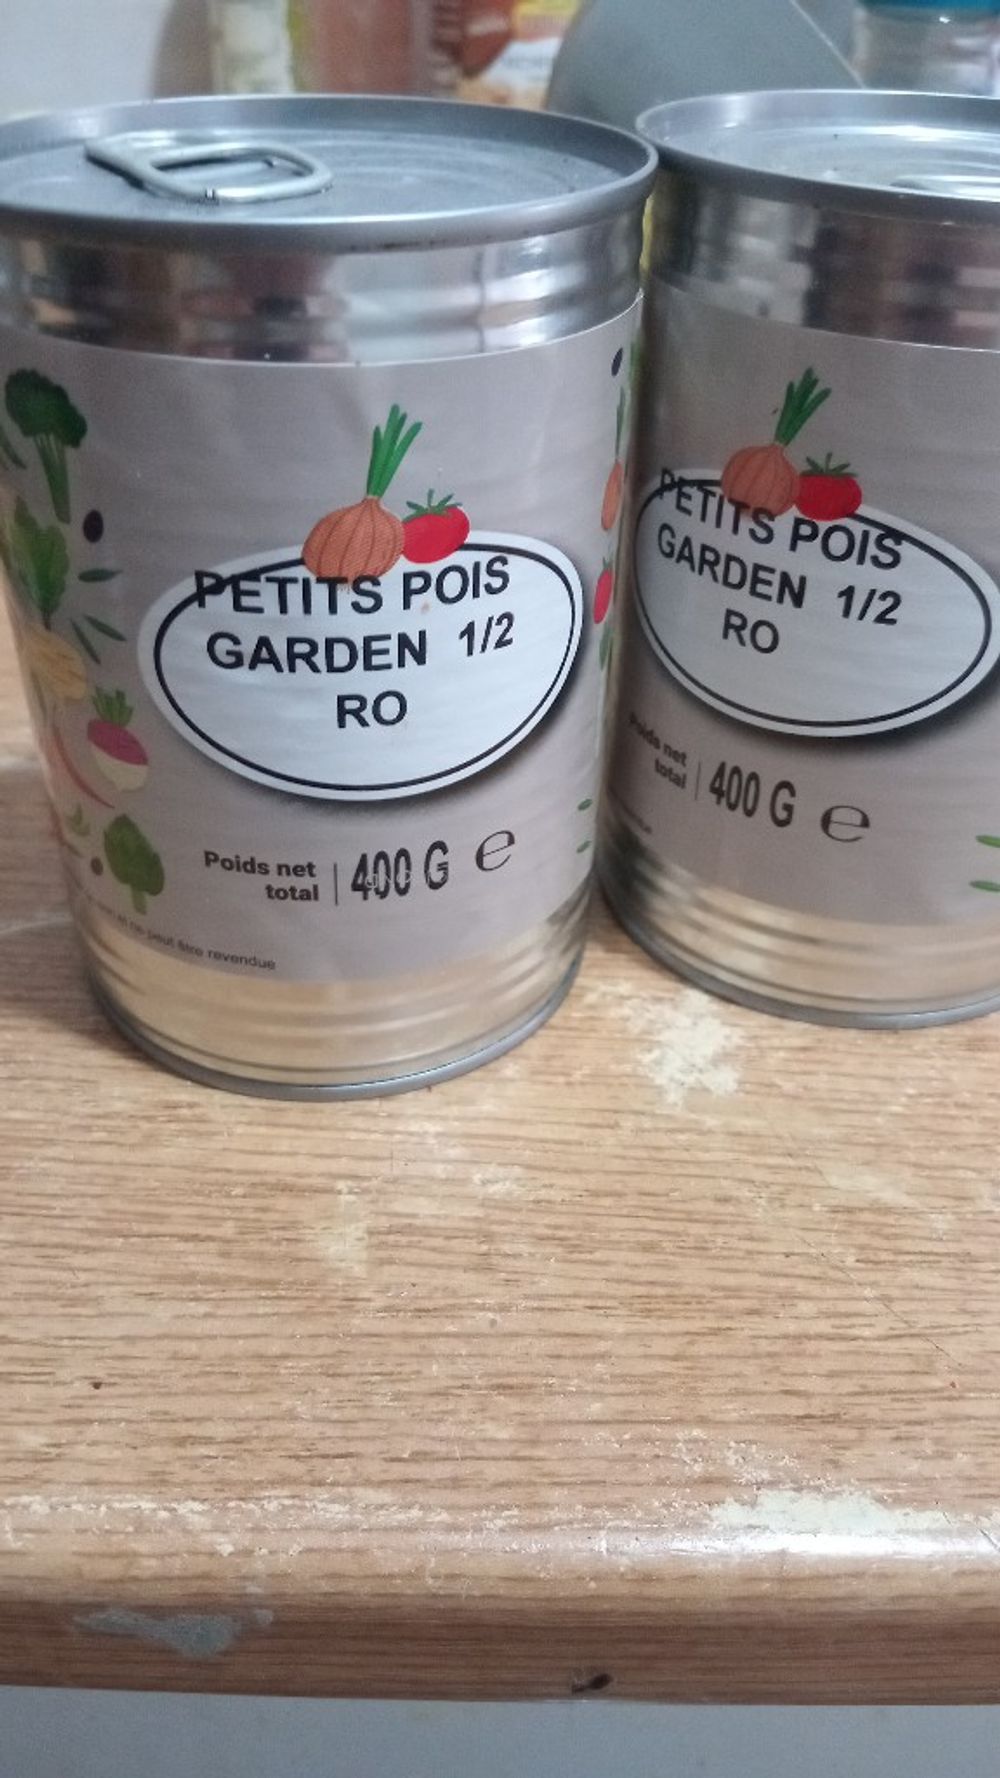 PETITS POIS
GARDEN 1/2
RO
Poids net
total
400 G ℮
ne peut être revendue
PETITS POIS
GARDEN 1/2
RO
Poids net
total
400 G ℮